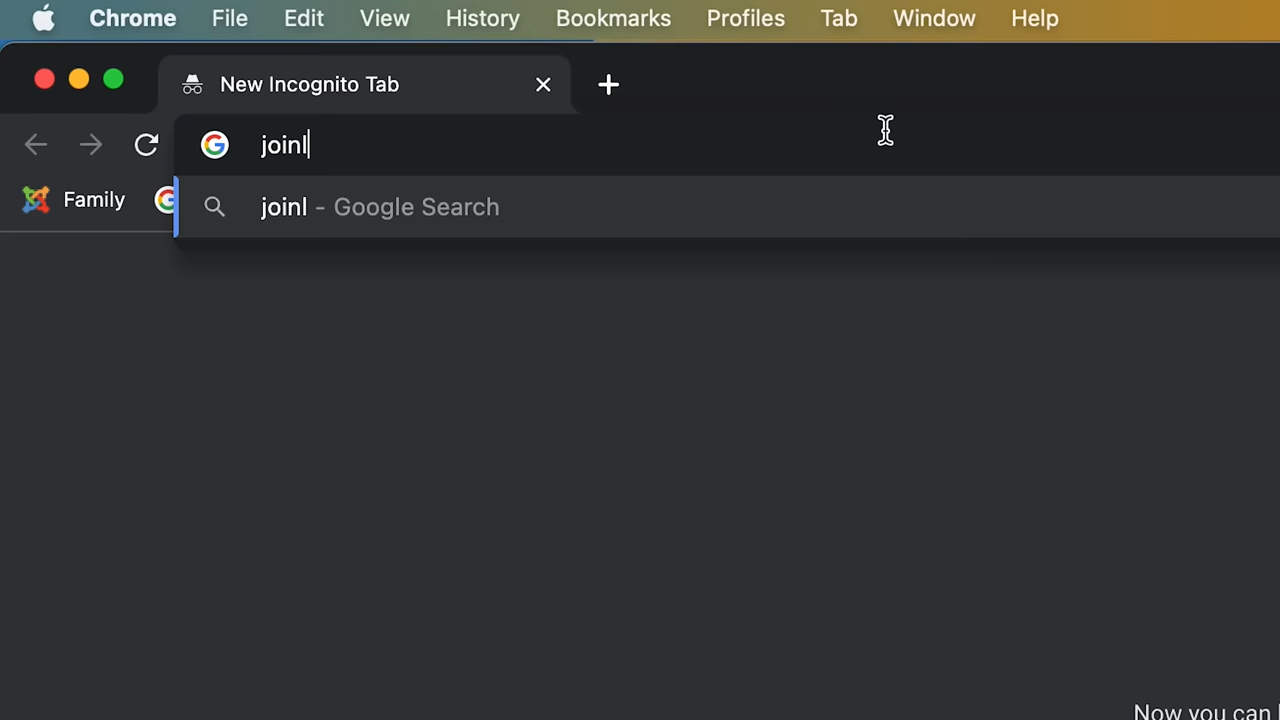 Chrome File Edit View History Bookmarks Profiles Tab Window Help
New Incognito Tab
joinl
joinl - Google Search
Family
Now you can